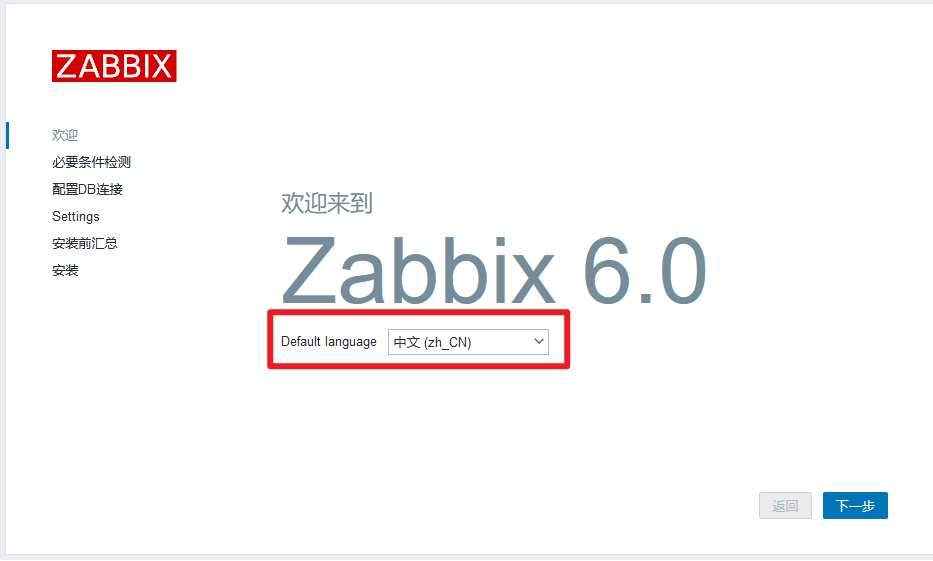 ZABBIX
欢迎
必要条件检测
配置DB连接
Settings
安装前汇总
安装
欢迎来到
Zabbix 6.0
Default language 中文 (zh_CN)
返回 下一步